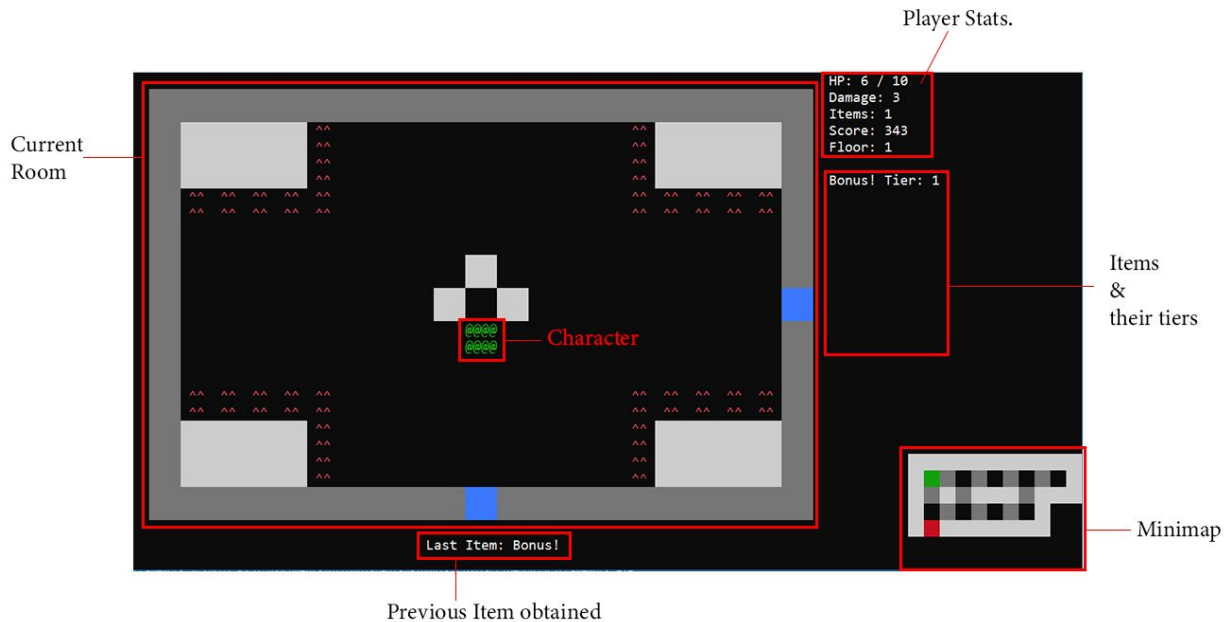 Player Stats.
HP: 6 / 10
Damage: 3
Items: 1
Score: 343
Floor: 1
Current
Room
^^ ^^
^^ ^^
^^ ^^
^^ ^^
^^ ^^ ^^ ^^ ^^ ^^ ^^ ^^ ^^ ^^
^^ ^^ ^^ ^^ ^^ ^^ ^^ ^^ ^^ ^^
Bonus! Tier: 1
Items
&
their tiers
@@@@
@@@@
Character
^^ ^^ ^^ ^^ ^^ ^^ ^^ ^^ ^^ ^^
^^ ^^ ^^ ^^ ^^ ^^ ^^ ^^ ^^ ^^
^^ ^^
^^ ^^
^^ ^^
^^ ^^
Minimap
Last Item: Bonus!
Previous Item obtained